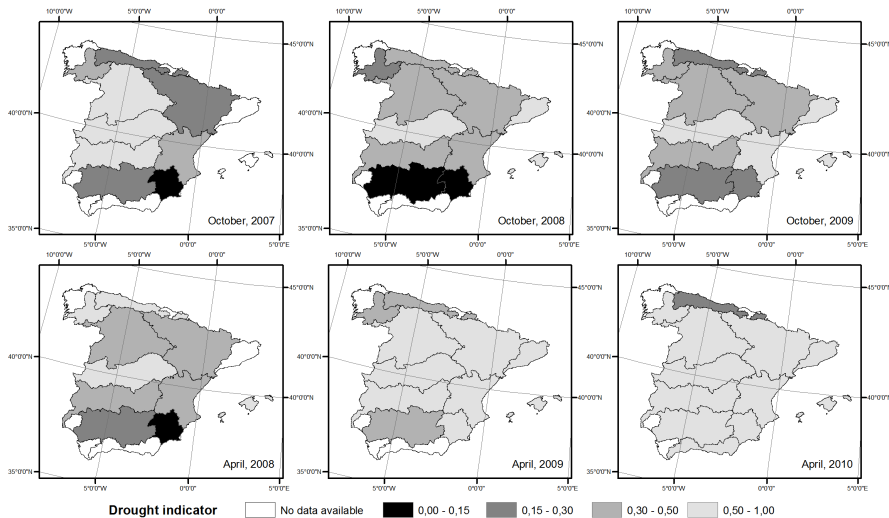 10°0'0"W 5°0'0"W 0°0'0" 10°0'0"W 5°0'0"W 0°0'0" 10°0'0"W 5°0'0"W 0°0'0"
45°0'0"N 45°0'0"N 45°0'0"N
40°0'0"N 40°0'0"N 40°0'0"N
40°0'0"N 40°0'0"N 40°0'0"N
35°0'0"N October, 2007 35°0'0"N October, 2008 35°0'0"N October, 2009
5°0'0"W 0°0'0" 5°0'0"E 5°0'0"W 0°0'0" 5°0'0"E 5°0'0"W 0°0'0" 5°0'0"E
10°0'0"W 5°0'0"W 0°0'0" 10°0'0"W 5°0'0"W 0°0'0" 10°0'0"W 5°0'0"W 0°0'0"
45°0'0"N 45°0'0"N 45°0'0"N
40°0'0"N 40°0'0"N 40°0'0"N
40°0'0"N 40°0'0"N 40°0'0"N
35°0'0"N April, 2008 35°0'0"N April, 2009 35°0'0"N April, 2010
5°0'0"W 0°0'0" 5°0'0"E 5°0'0"W 0°0'0" 5°0'0"E 5°0'0"W 0°0'0" 5°0'0"E
Drought indicator No data available 0,00 - 0,15 0,15 - 0,30 0,30 - 0,50 0,50 - 1,00